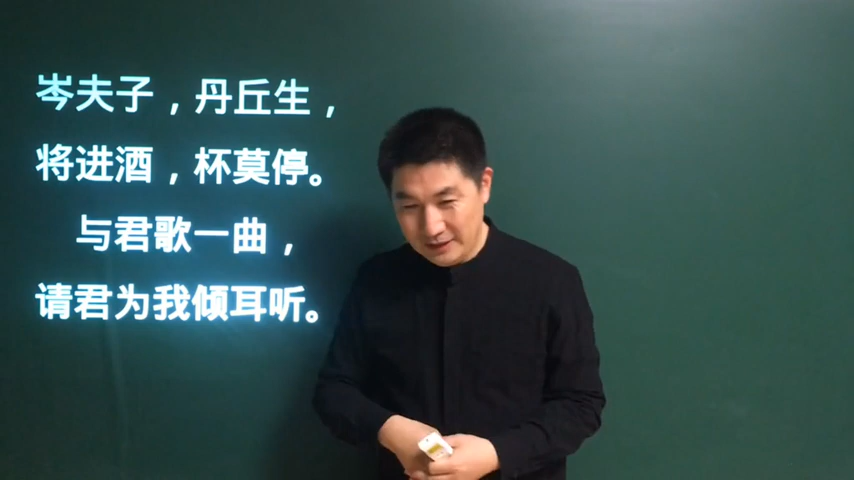 岑夫子，丹丘生，
将进酒，杯莫停。
与君歌一曲，
请君为我倾耳听。